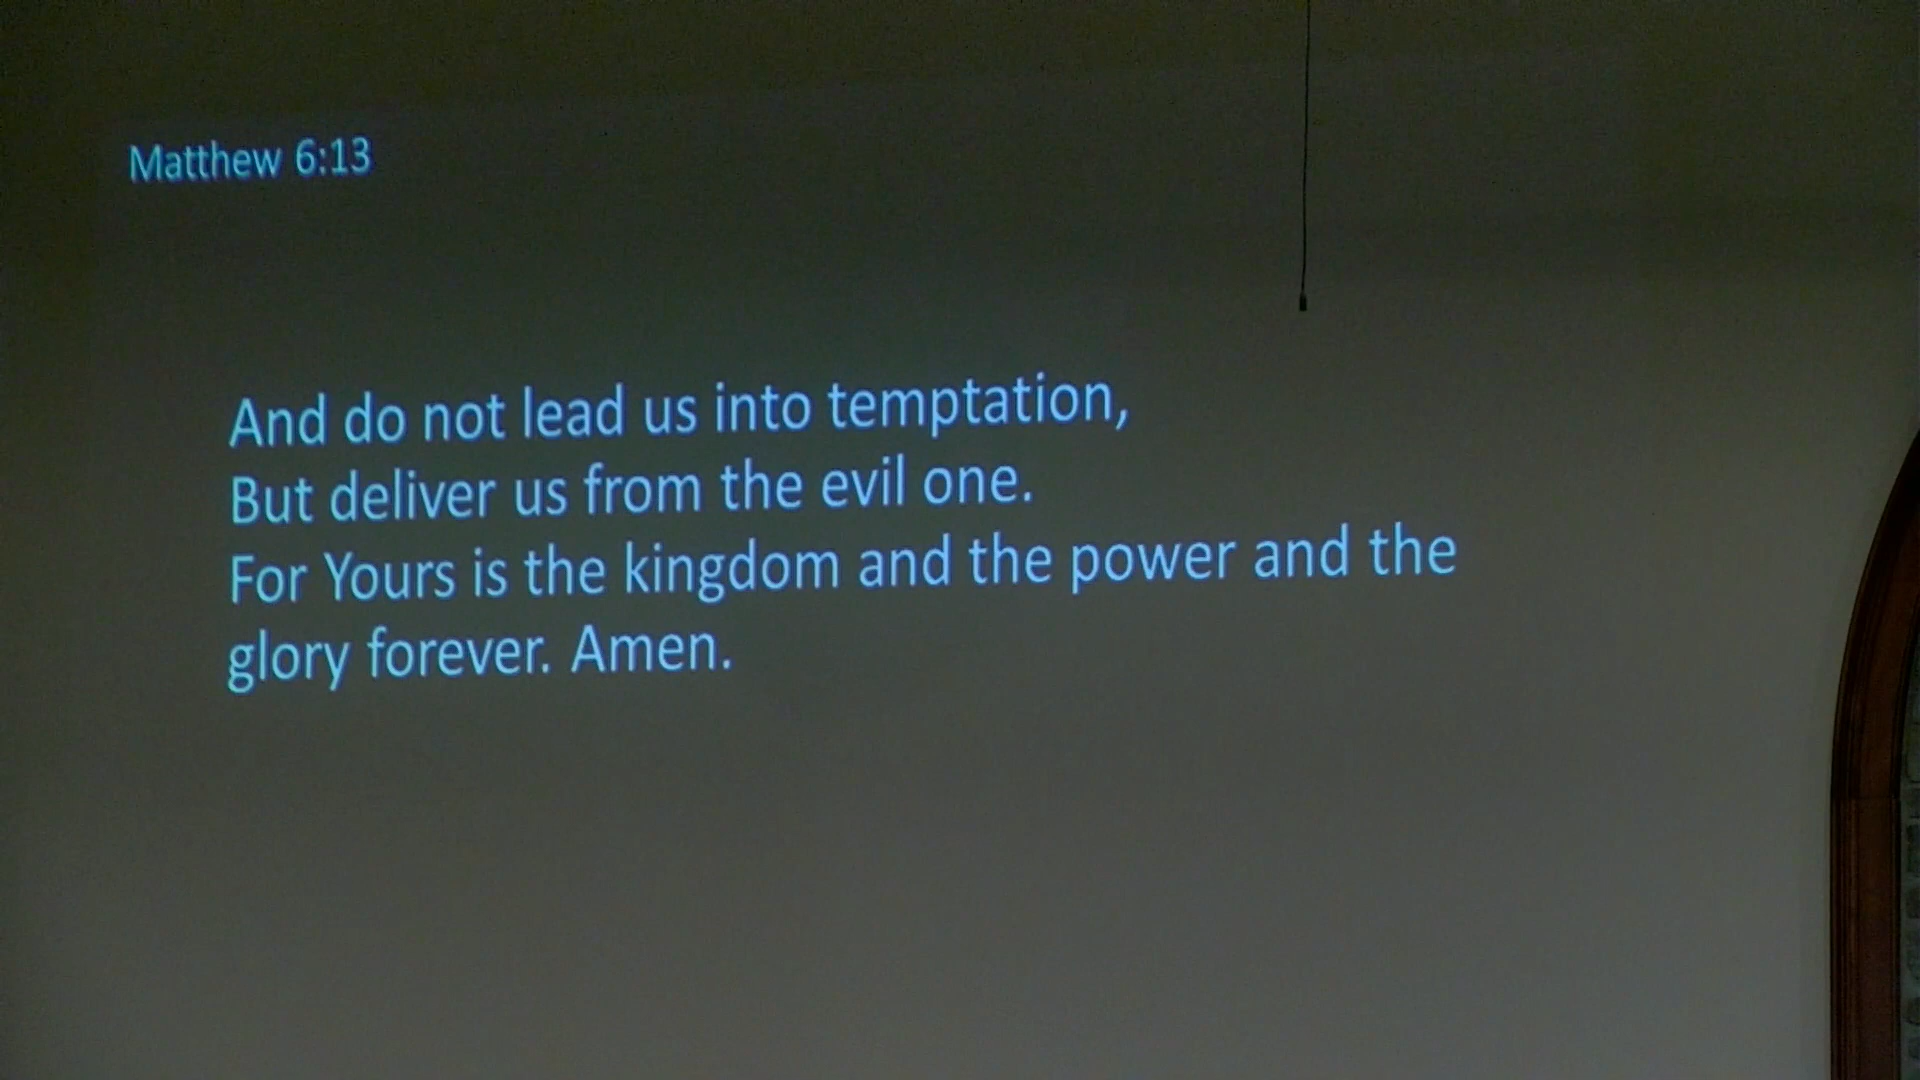 Matthew 6:13
And do not lead us into temptation,
But deliver us from the evil one.
For Yours is the kingdom and the power and the
glory forever. Amen.